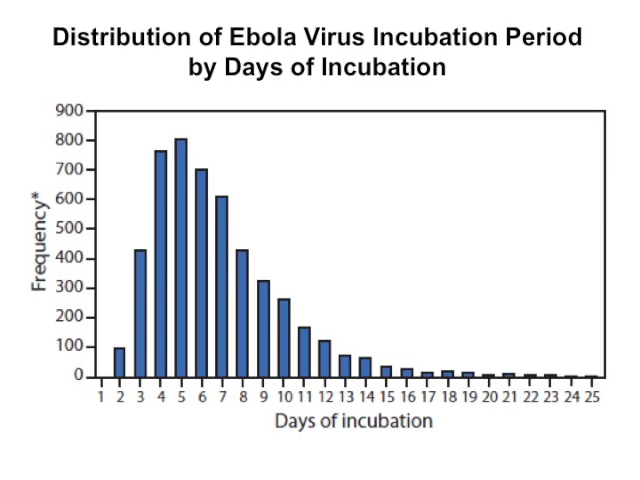 Distribution of Ebola Virus Incubation Period
by Days of Incubation
900
800
700
600
500
400
300
200
100
0
Frequency*
1 2 3 4 5 6 7 8 9 10 11 12 13 14 15 16 17 18 19 20 21 22 23 24 25
Days of incubation